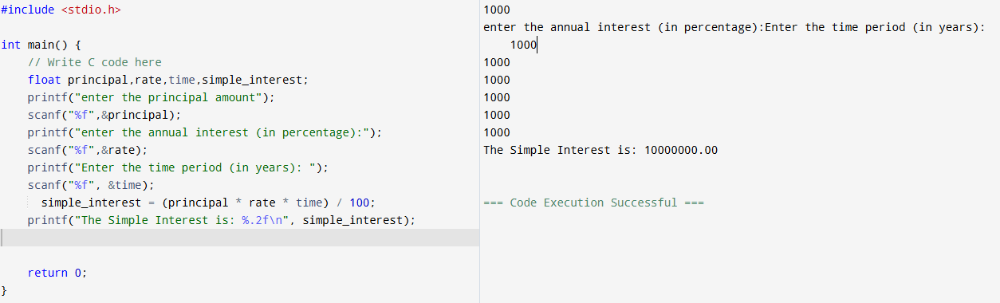 #include <stdio.h>

int main() {
    // Write C code here
    float principal,rate,time,simple_interest;
    printf("enter the principal amount");
    scanf("%f",&principal);
    printf("enter the annual interest (in percentage):");
    scanf("%f",&rate);
    printf("Enter the time period (in years): ");
    scanf("%f", &time);
      simple_interest = (principal * rate * time) / 100;
    printf("The Simple Interest is: %.2f\n", simple_interest);

    return 0;
}
1000
enter the annual interest (in percentage):Enter the time period (in years):
    1000
1000
1000
1000
1000
1000
The Simple Interest is: 10000000.00

=== Code Execution Successful ===